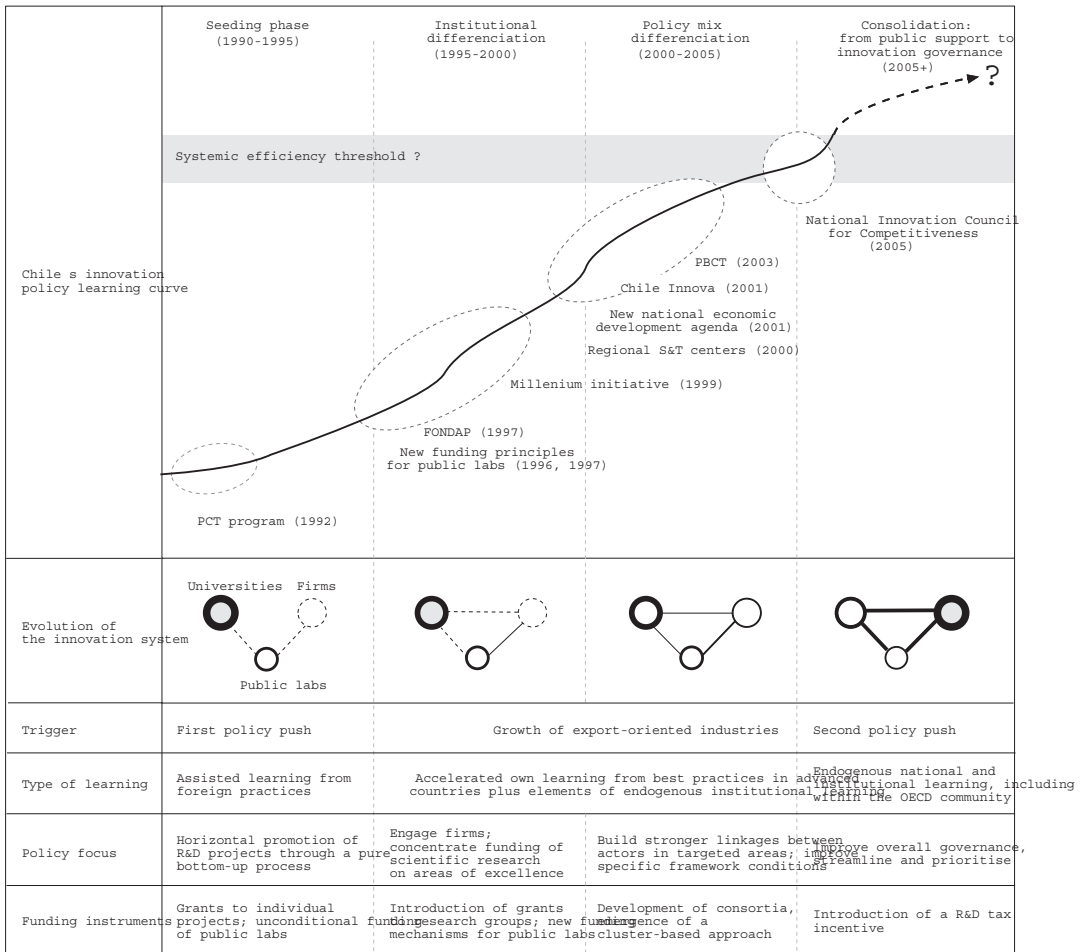 Seeding phase
(1990-1995)
Institutional
differenciation
(1995-2000)
Policy mix
differenciation
(2000-2005)
Consolidation:
from public support to
innovation governance
(2005+)
?
Systemic efficiency threshold ?
National Innovation Council
for Competitiveness
(2005)
Chile s innovation
policy learning curve
PBCT (2003)
Chile Innova (2001)
New national economic
development agenda (2001)
Regional S&T centers (2000)
Millenium initiative (1999)
FONDAP (1997)
New funding principles
for public labs (1996, 1997)
PCT program (1992)
Evolution of
the innovation system
Universities
Firms
Public labs
Trigger
First policy push
Growth of export-oriented industries
Second policy push
Type of learning
Assisted learning from
foreign practices
Accelerated own learning from best practices in advanced
countries plus elements of endogenous institutional learning
Endogenous national and
institutional learning, including
within the OECD community
Policy focus
Horizontal promotion of
R&D projects through a pure
bottom-up process
Engage firms;
concentrate funding of
scientific research
on areas of excellence
Build stronger linkages between
actors in targeted areas; improve
specific framework conditions
Improve overall governance,
streamline and prioritise
Funding instruments
Grants to individual
projects; unconditional funding
of public labs
Introduction of grants
to research groups; new funding
mechanisms for public labs
Development of consortia,
emergence of a
cluster-based approach
Introduction of a R&D tax
incentive